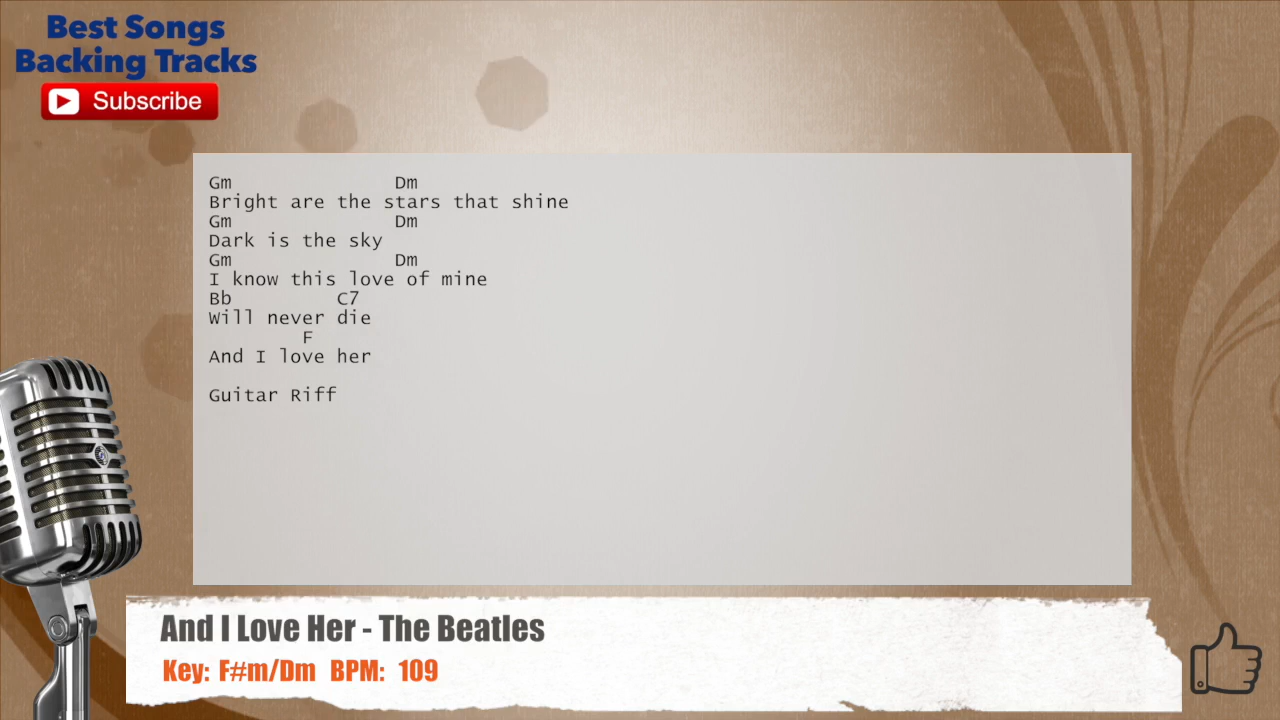 Best Songs
Backing Tracks
Subscribe
Gm Dm
Bright are the stars that shine
Gm Dm
Dark is the sky
Gm Dm
I know this love of mine
Bb C7
Will never die
F
And I love her
Guitar Riff
And I Love Her - The Beatles
Key: F#m/Dm BPM: 109